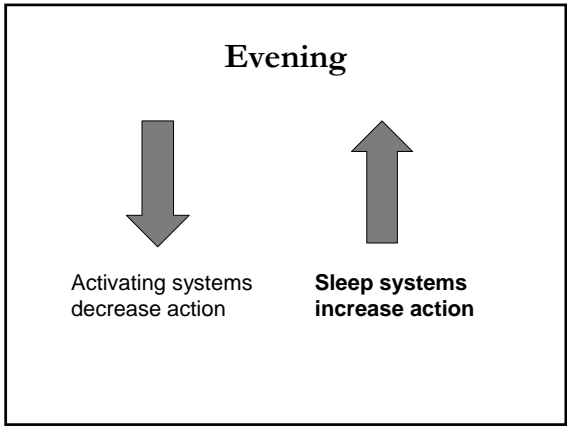 Evening
Activating systems
decrease action
Sleep systems
increase action